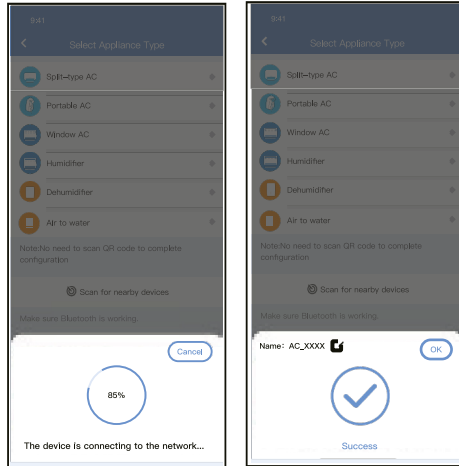 9:41
Select Appliance Type
Split-type AC
Portable AC
Window AC
Humidifier
Dehumidifier
Air to water
Note:No need to scan QR code to complete
configuration
Scan for nearby devices
Make sure Bluetooth is working.
Cancel
85%
The device is connecting to the network...
9:41
Select Appliance Type
Split-type AC
Portable AC
Window AC
Humidifier
Dehumidifier
Air to water
Note:No need to scan QR code to complete
configuration.
Scan for nearby devices
Make sure Bluetooth is working.
Name: AC_XXXX
OK
Success